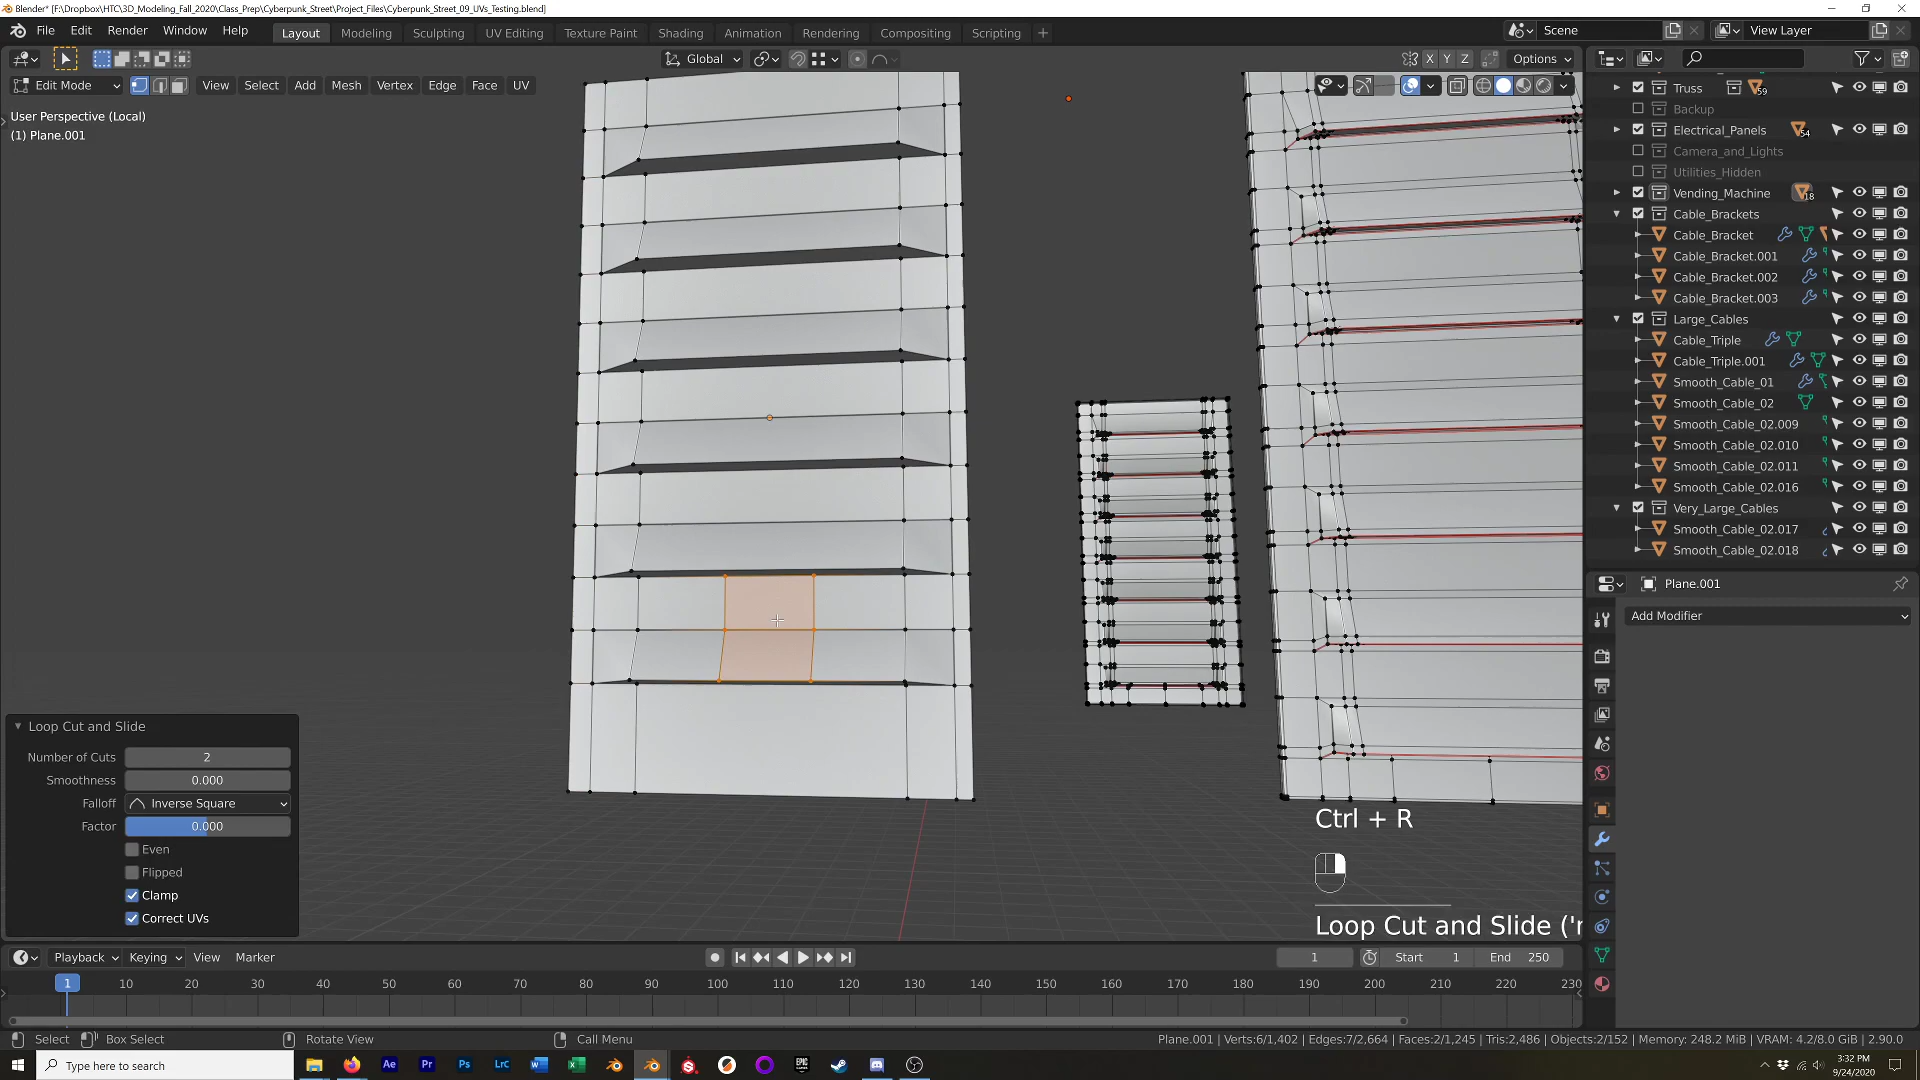 Blender* [F:\Dropbox\HTC\3D_Modeling_Fall_2020\Class_Prep\Cyberpunk_Street\Project_Files\Cyberpunk_Street_09_UVs_Testing.blend]
File Edit Render Window Help Layout Modeling Sculpting UV Editing Texture Paint Shading Animation Rendering Compositing Scripting Scene View Layer
Global X Y Z Options
Edit Mode View Select Add Mesh Vertex Edge Face UV
User Perspective (Local)
(1) Plane.001
Truss 59
Backup
Electrical_Panels 54
Camera_and_Lights
Utilities_Hidden
Vending_Machine 18
Cable_Brackets
Cable_Bracket
Cable_Bracket.001
Cable_Bracket.002
Cable_Bracket.003
Large_Cables
Cable_Triple
Cable_Triple.001
Smooth_Cable_01
Smooth_Cable_02
Smooth_Cable_02.009
Smooth_Cable_02.010
Smooth_Cable_02.011
Smooth_Cable_02.016
Very_Large_Cables
Smooth_Cable_02.017
Smooth_Cable_02.018
Plane.001
Add Modifier
Loop Cut and Slide
Number of Cuts 2
Smoothness 0.000
Falloff Inverse Square
Factor 0.000
Even
Flipped
Clamp
Correct UVs
Ctrl + R
Loop Cut and Slide ('r
Playback Keying View Marker 1 Start 1 End 250
1 10 20 30 40 50 60 70 80 90 100 110 120 130 140 150 160 170 180 190 200 210 220 230
Select Box Select Rotate View Call Menu Plane.001 | Verts:6/1,402 | Edges:7/2,664 | Faces:2/1,245 | Tris:2,486 | Objects:2/152 | Memory: 248.2 MiB | VRAM: 4.2/8.0 GiB | 2.90.0
Type here to search Ae Pr Ps Lrc 3:32 PM
9/24/2020